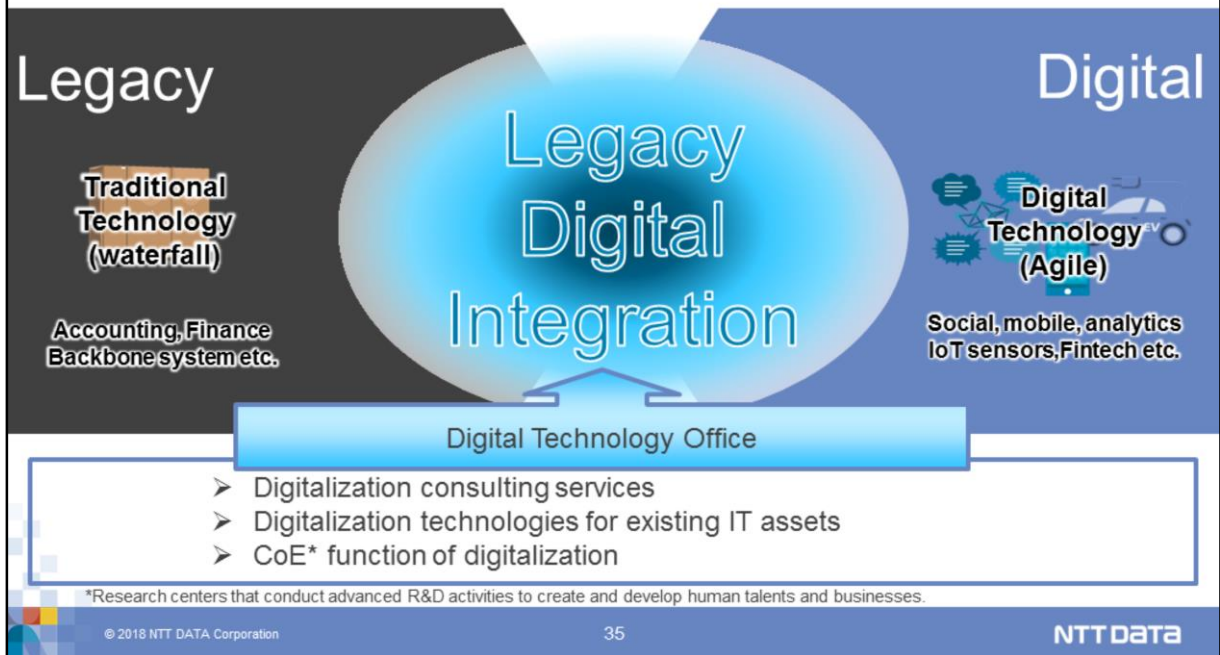 Legacy
Digital
Legacy
Digital
Integration
Traditional
Technology
(waterfall)
Accounting, Finance
Backbone system etc.
Digital
Technology
(Agile)
EV
Social, mobile, analytics
IoT sensors,Fintech etc.
Digital Technology Office
➢ Digitalization consulting services
➢ Digitalization technologies for existing IT assets
➢ CoE* function of digitalization
*Research centers that conduct advanced R&D activities to create and develop human talents and businesses.
© 2018 NTT DATA Corporation
35
NTT DATA